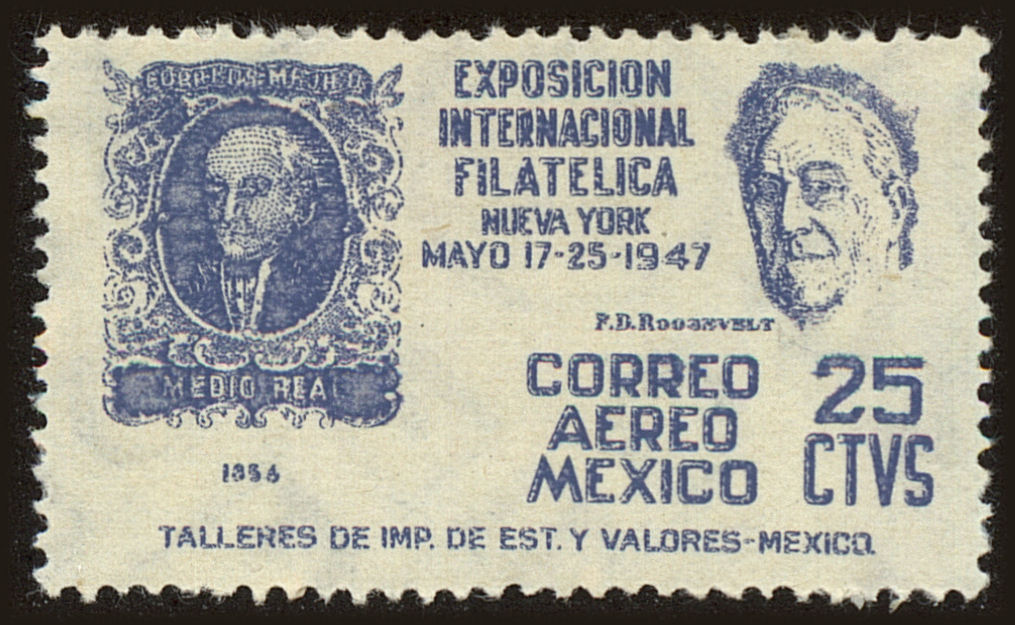 CORREOS MEJICO
MEDIO REAL
1856
EXPOSICION
INTERNACIONAL
FILATELICA
NUEVA YORK
MAYO 17-25-1947
F.D.ROOSEVELT
CORREO
AEREO
MEXICO
25
CTVS
TALLERES DE IMP. DE EST. Y VALORES-MEXICO.